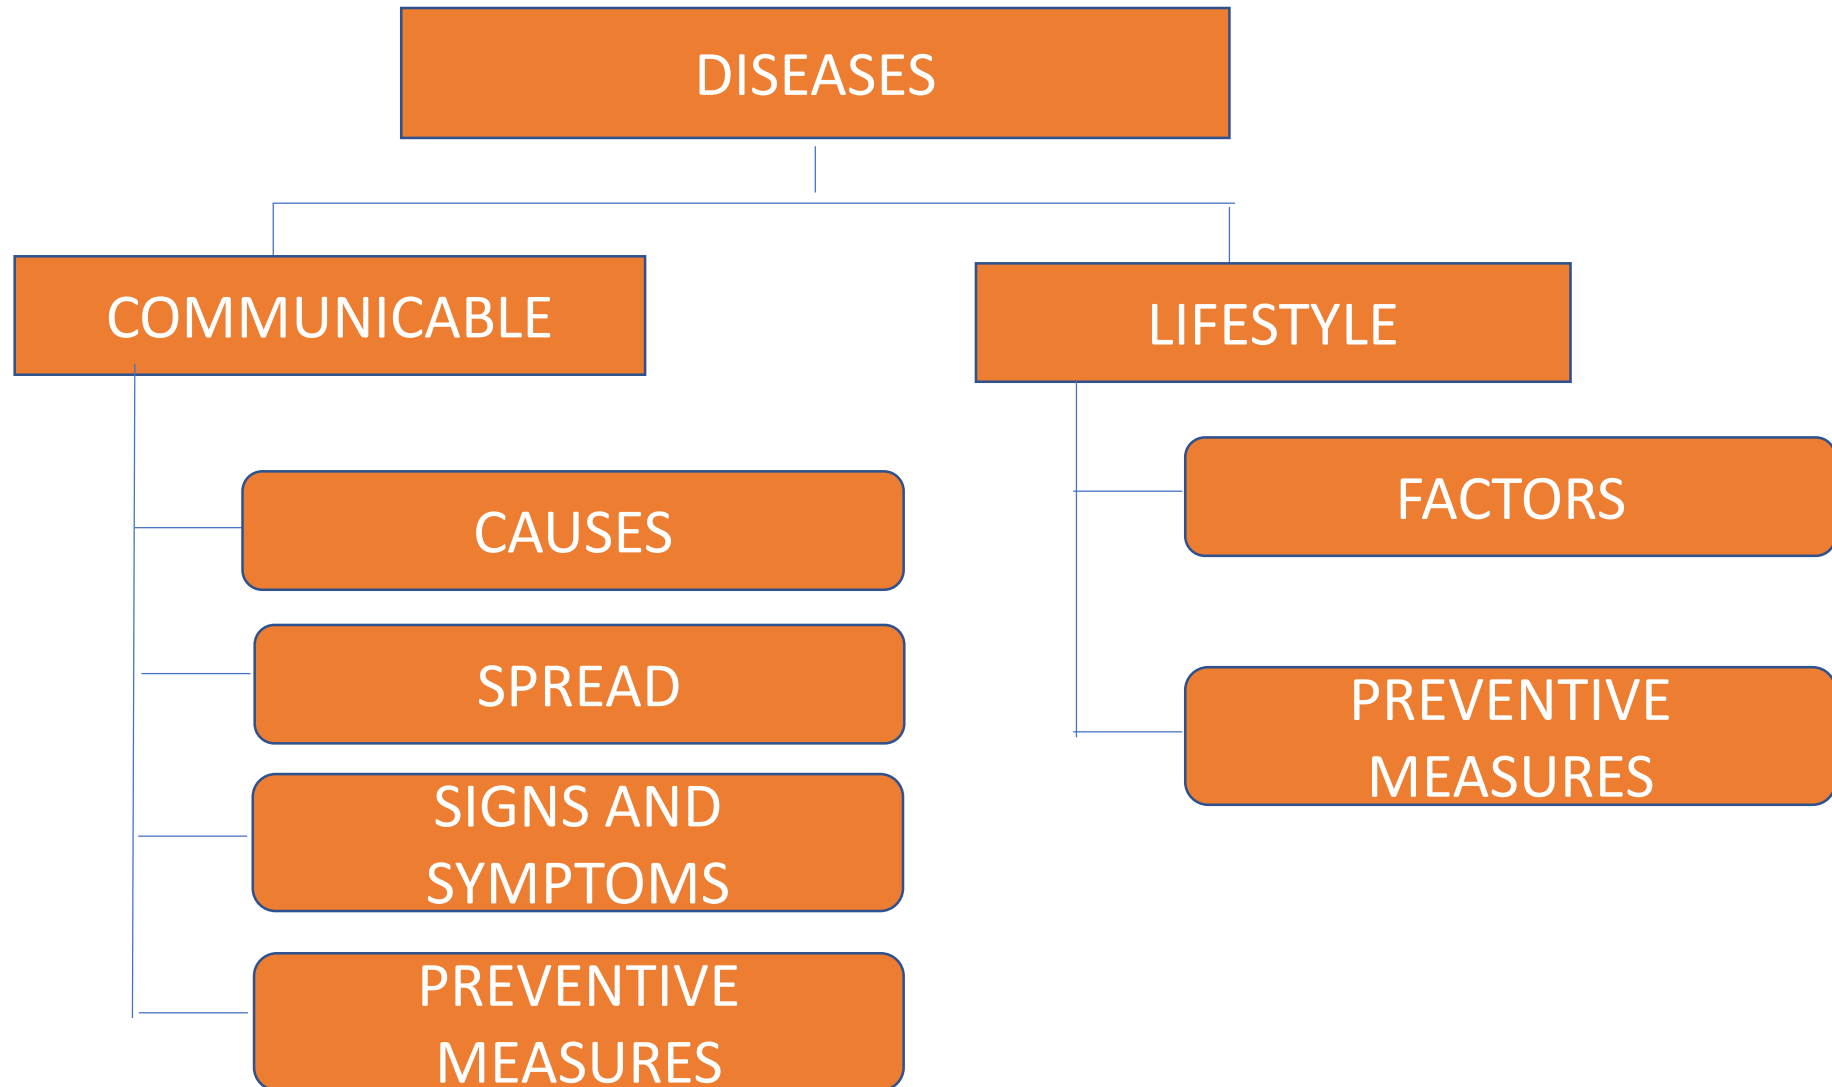 DISEASES
COMMUNICABLE
LIFESTYLE
CAUSES
SPREAD
SIGNS AND
SYMPTOMS
PREVENTIVE
MEASURES
FACTORS
PREVENTIVE
MEASURES